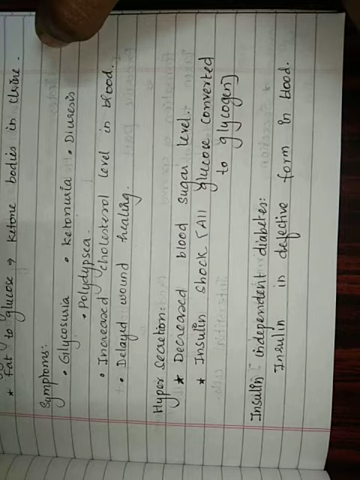 * Fat to glucose → ketone bodies in Urine.
Symptoms:
• Glycosuria • Ketonuria • Diuresis
• Polydypsca.
• Increased cholesterol level in blood.
• Delayed wound healing.
Hyper secretion:
* Decreased blood sugar level.
* Insulin shock. [All glucose converted
to glycogen]
Insulin independent diabetes:
Insulin in defective form in blood.